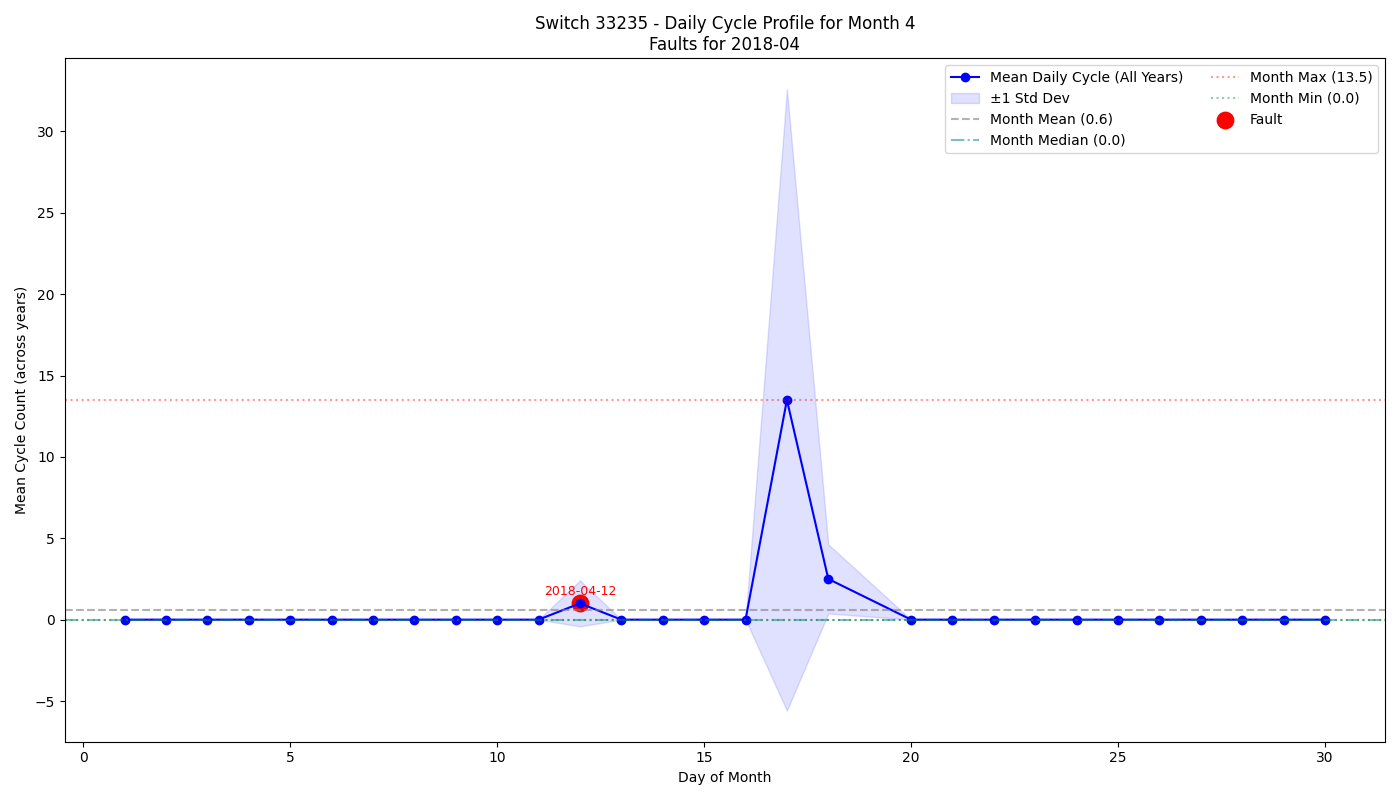 Switch 33235 - Daily Cycle Profile for Month 4
Faults for 2018-04
Mean Daily Cycle (All Years)
±1 Std Dev
Month Mean (0.6)
Month Median (0.0)
Month Max (13.5)
Month Min (0.0)
Fault
Mean Cycle Count (across years)
30
25
20
15
10
5
0
−5
2018-04-12
0
5
10
15
20
25
30
Day of Month